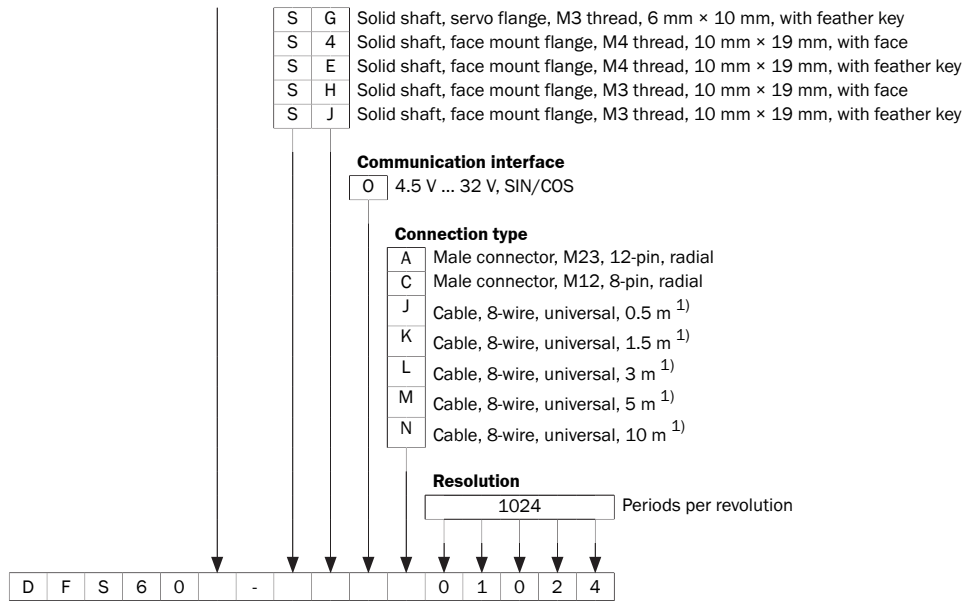 S G Solid shaft, servo flange, M3 thread, 6 mm × 10 mm, with feather key
S 4 Solid shaft, face mount flange, M4 thread, 10 mm × 19 mm, with face
S E Solid shaft, face mount flange, M4 thread, 10 mm × 19 mm, with feather key
S H Solid shaft, face mount flange, M3 thread, 10 mm × 19 mm, with face
S J Solid shaft, face mount flange, M3 thread, 10 mm × 19 mm, with feather key
Communication interface
0 4.5 V ... 32 V, SIN/COS
Connection type
A Male connector, M23, 12-pin, radial
C Male connector, M12, 8-pin, radial
J Cable, 8-wire, universal, 0.5 m 1)
K Cable, 8-wire, universal, 1.5 m 1)
L Cable, 8-wire, universal, 3 m 1)
M Cable, 8-wire, universal, 5 m 1)
N Cable, 8-wire, universal, 10 m 1)
Resolution
1024 Periods per revolution
D F S 6 0 - 0 1 0 2 4